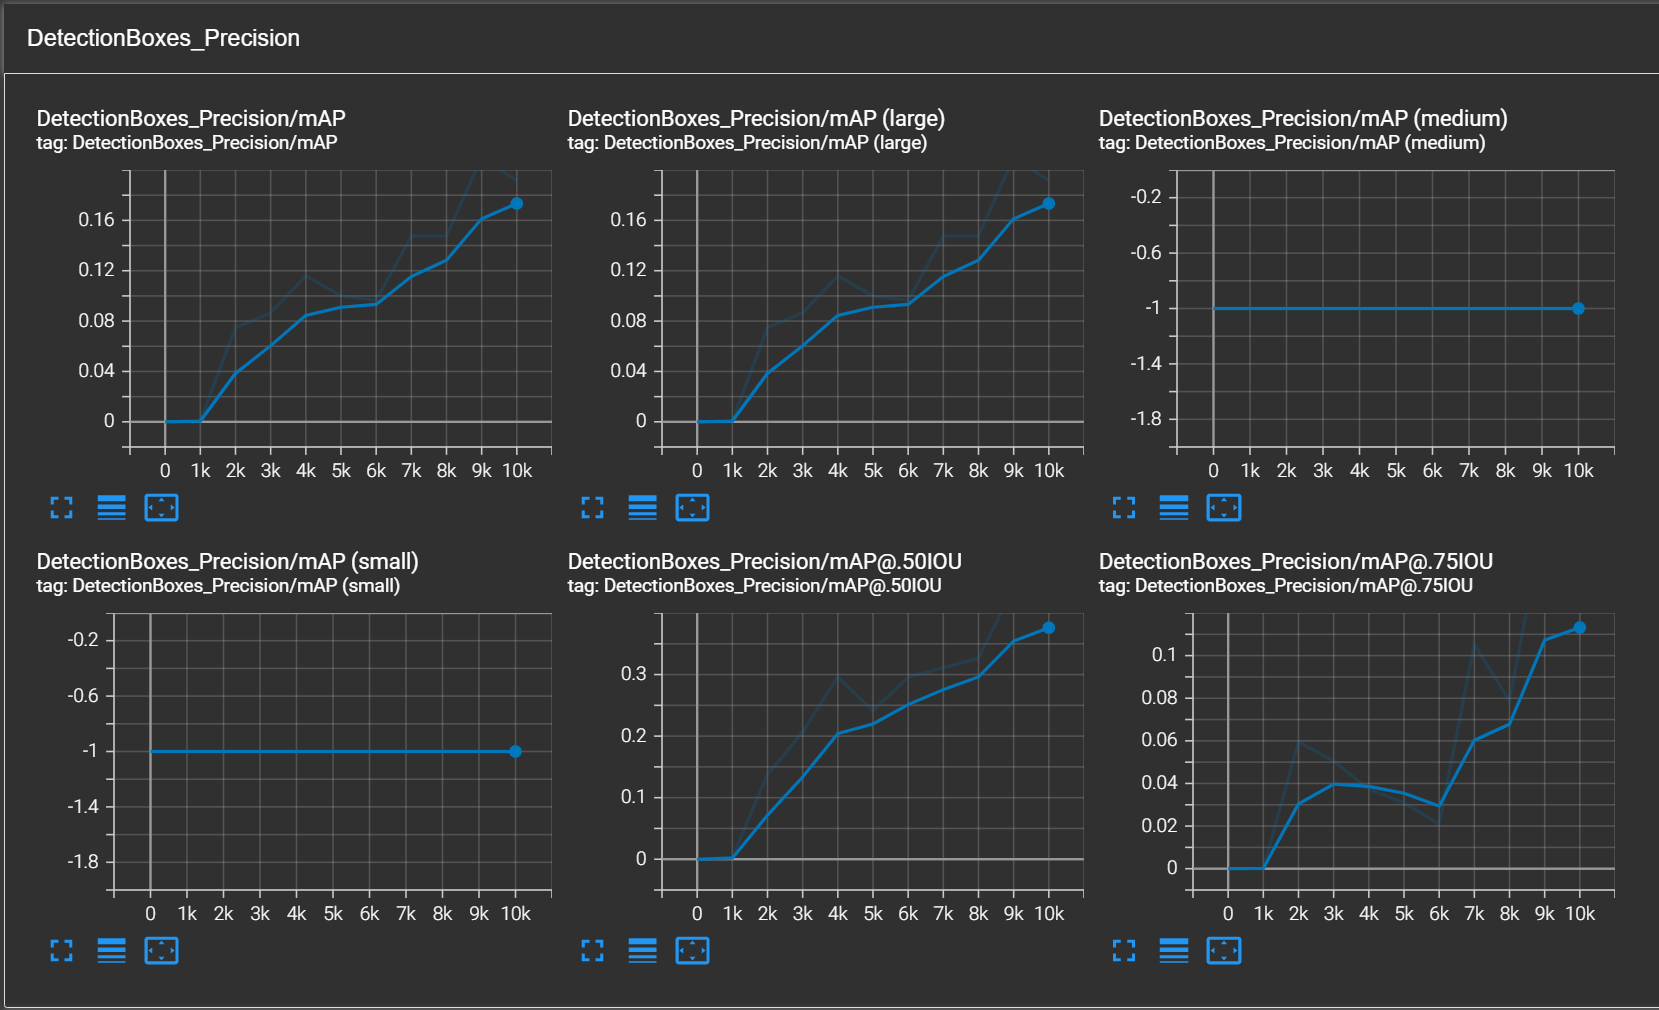 DetectionBoxes_Precision
DetectionBoxes_Precision/mAP
tag: DetectionBoxes_Precision/mAP
0.16
0.12
0.08
0.04
0
0 1k 2k 3k 4k 5k 6k 7k 8k 9k 10k
DetectionBoxes_Precision/mAP (large)
tag: DetectionBoxes_Precision/mAP (large)
0.16
0.12
0.08
0.04
0
0 1k 2k 3k 4k 5k 6k 7k 8k 9k 10k
DetectionBoxes_Precision/mAP (medium)
tag: DetectionBoxes_Precision/mAP (medium)
-0.2
-0.6
-1
-1.4
-1.8
0 1k 2k 3k 4k 5k 6k 7k 8k 9k 10k
DetectionBoxes_Precision/mAP (small)
tag: DetectionBoxes_Precision/mAP (small)
-0.2
-0.6
-1
-1.4
-1.8
0 1k 2k 3k 4k 5k 6k 7k 8k 9k 10k
DetectionBoxes_Precision/mAP@.50IOU
tag: DetectionBoxes_Precision/mAP@.50IOU
0.3
0.2
0.1
0
0 1k 2k 3k 4k 5k 6k 7k 8k 9k 10k
DetectionBoxes_Precision/mAP@.75IOU
tag: DetectionBoxes_Precision/mAP@.75IOU
0.1
0.08
0.06
0.04
0.02
0
0 1k 2k 3k 4k 5k 6k 7k 8k 9k 10k